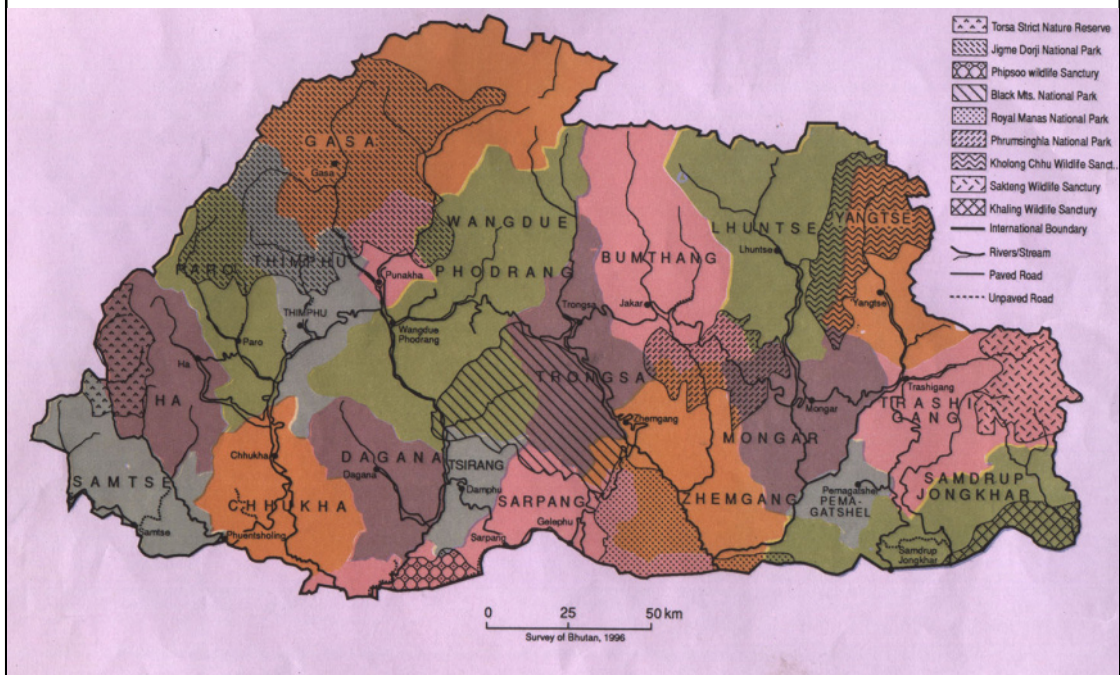 Torsa Strict Nature Reserve
Jigme Dorji National Park
Phipsoo wildlife Sanctury
Black Mts. National Park
Royal Manas National Park
Phrumsinghla National Park
Kholong Chhu Wildlife Sanct..
Sakteng Wildlife Sanctury
Khaling Wildlife Sanctury
International Boundary
Rivers/Stream
Paved Road
Unpaved Road
GASA
Gasa
WANGDUE
PHODRANG
LHUNTSE
Lhuntse
YANGTSE
Yangtse
PARO
THIMPHU
Punakha
BUMTHANG
Jakar
Trongsa
THIMPHU
Wangdue
Phodrang
Paro
Ha
HA
TRONGSA
Zhemgang
Mongar
MONGAR
Trashigang
TRASHI
GANG
Chhukha
CHHUKHA
DAGANA
Dagana
TSIRANG
Damphu
SAMTSE
Samtse
Phuentsholing
SARPANG
Gelephu
Sarpang
ZHEMGANG
Pemagatshel
PEMA-
GATSHEL
SAMDRUP
JONGKHAR
Samdrup
Jongkhar
0 25 50 km
Survey of Bhutan, 1996